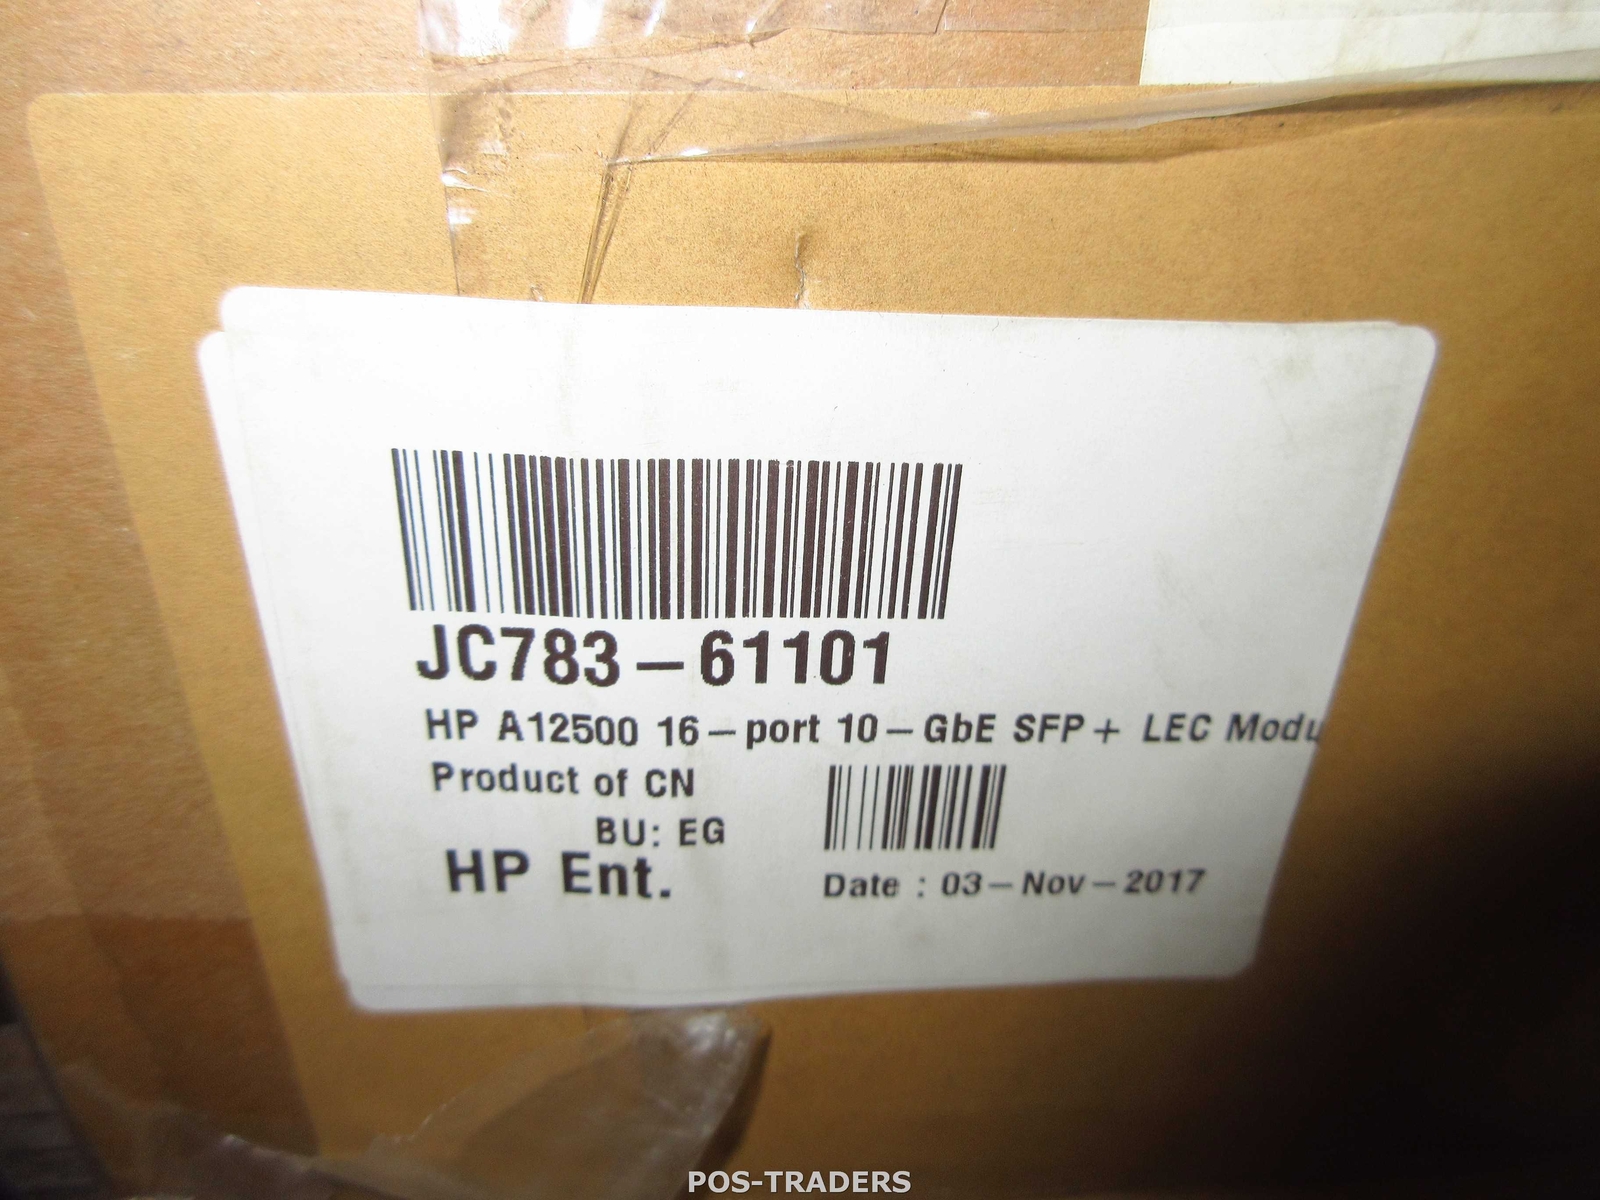 JC783-61101
HP A12500 16-port 10-GbE SFP+ LEC Modu
Product of CN
BU: EG
HP Ent.
Date : 03-Nov-2017
POS-TRADERS